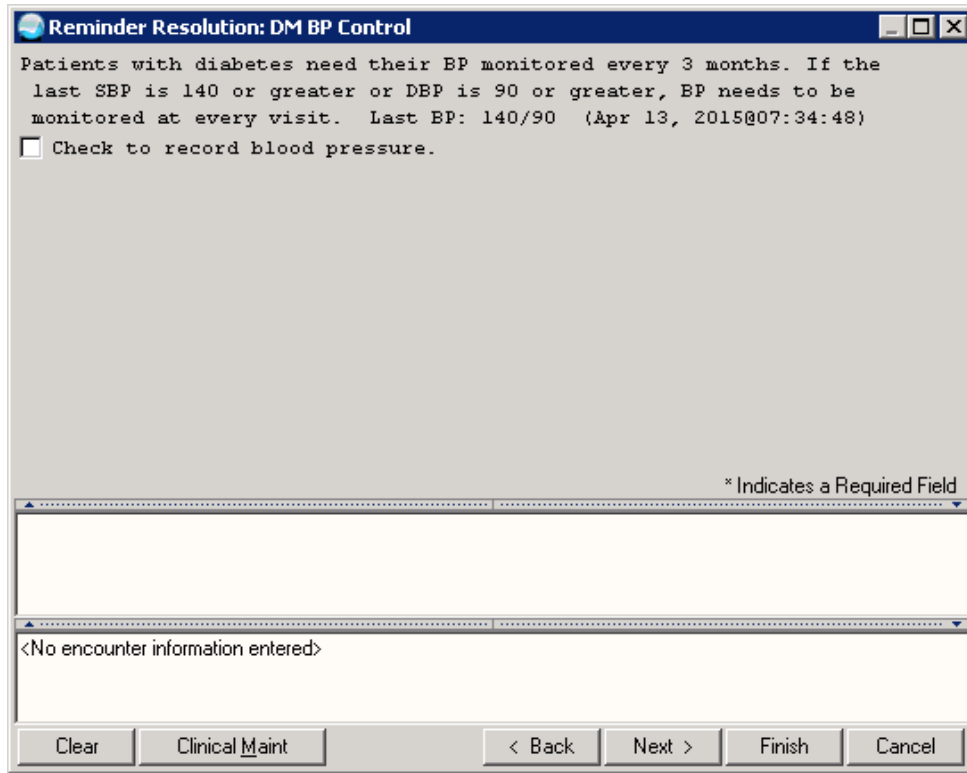 Reminder Resolution: DM BP Control
Patients with diabetes need their BP monitored every 3 months. If the
last SBP is 140 or greater or DBP is 90 or greater, BP needs to be
monitored at every visit.  Last BP: 140/90  (Apr 13, 2015@07:34:48)
Check to record blood pressure.
* Indicates a Required Field
<No encounter information entered>
Clear
Clinical Maint
< Back
Next >
Finish
Cancel